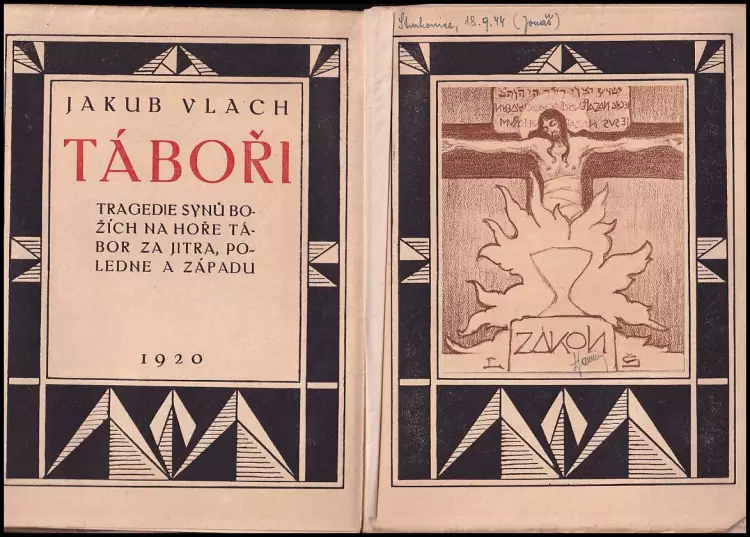 JAKUB VLACH
TÁBOŘI
TRAGEDIE SYNŮ BO-
ŽÍCH NA HOŘE TÁ-
BOR ZA JITRA, PO-
LEDNE A ZÁPADU
1920
Strakonice, 18.9.44 (Jonáš)
ZÁKON